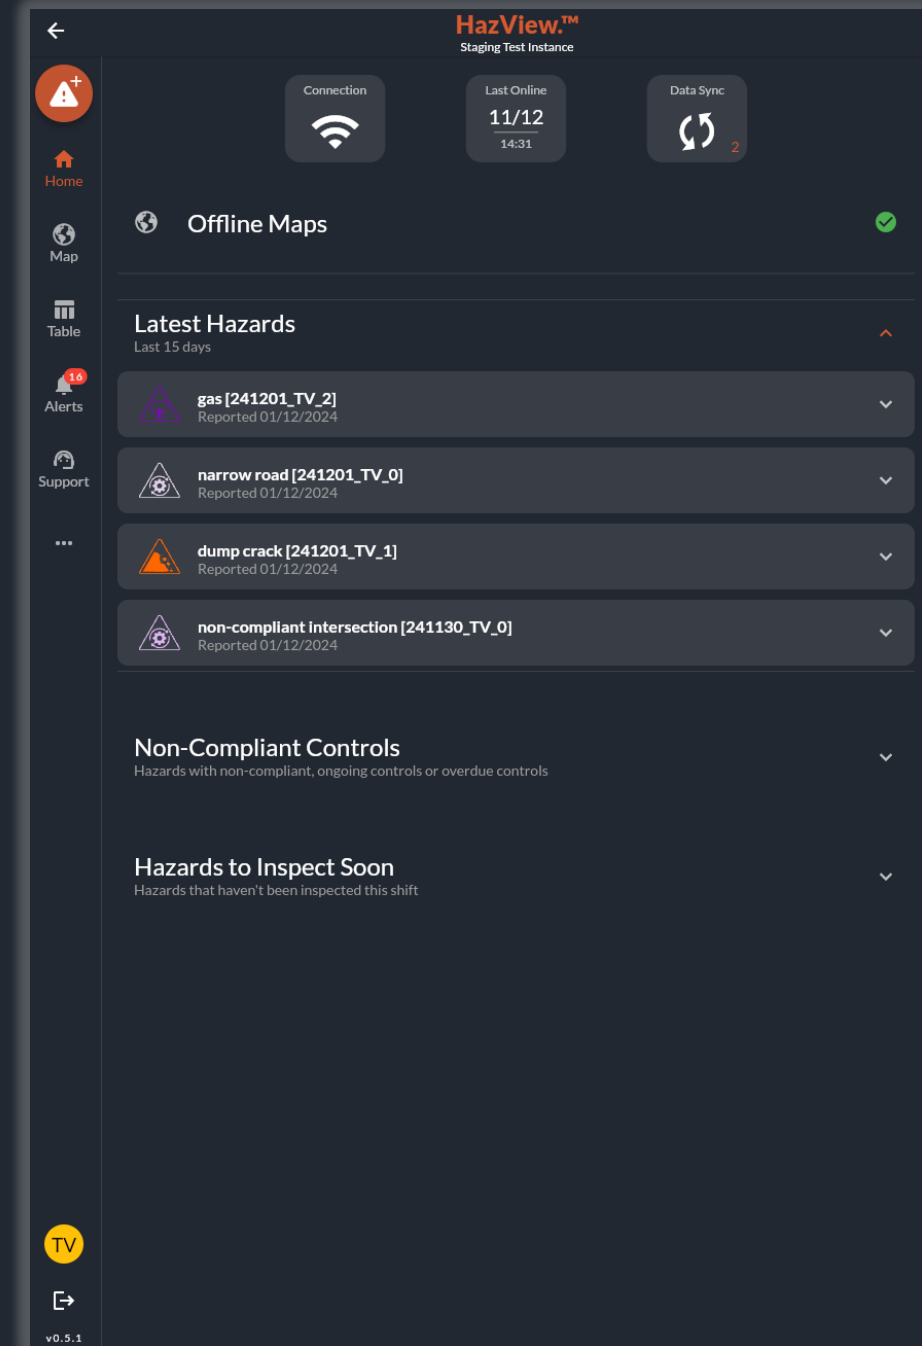 HazView.™
Staging Test Instance
Connection
Last Online
11/12
14:31
Data Sync
2
Home
Map
Table
16
Alerts
Support
Offline Maps
Latest Hazards
Last 15 days
gas [241201_TV_2]
Reported 01/12/2024
narrow road [241201_TV_0]
Reported 01/12/2024
dump crack [241201_TV_1]
Reported 01/12/2024
non-compliant intersection [241130_TV_0]
Reported 01/12/2024
Non-Compliant Controls
Hazards with non-compliant, ongoing controls or overdue controls
Hazards to Inspect Soon
Hazards that haven't been inspected this shift
TV
v0.5.1